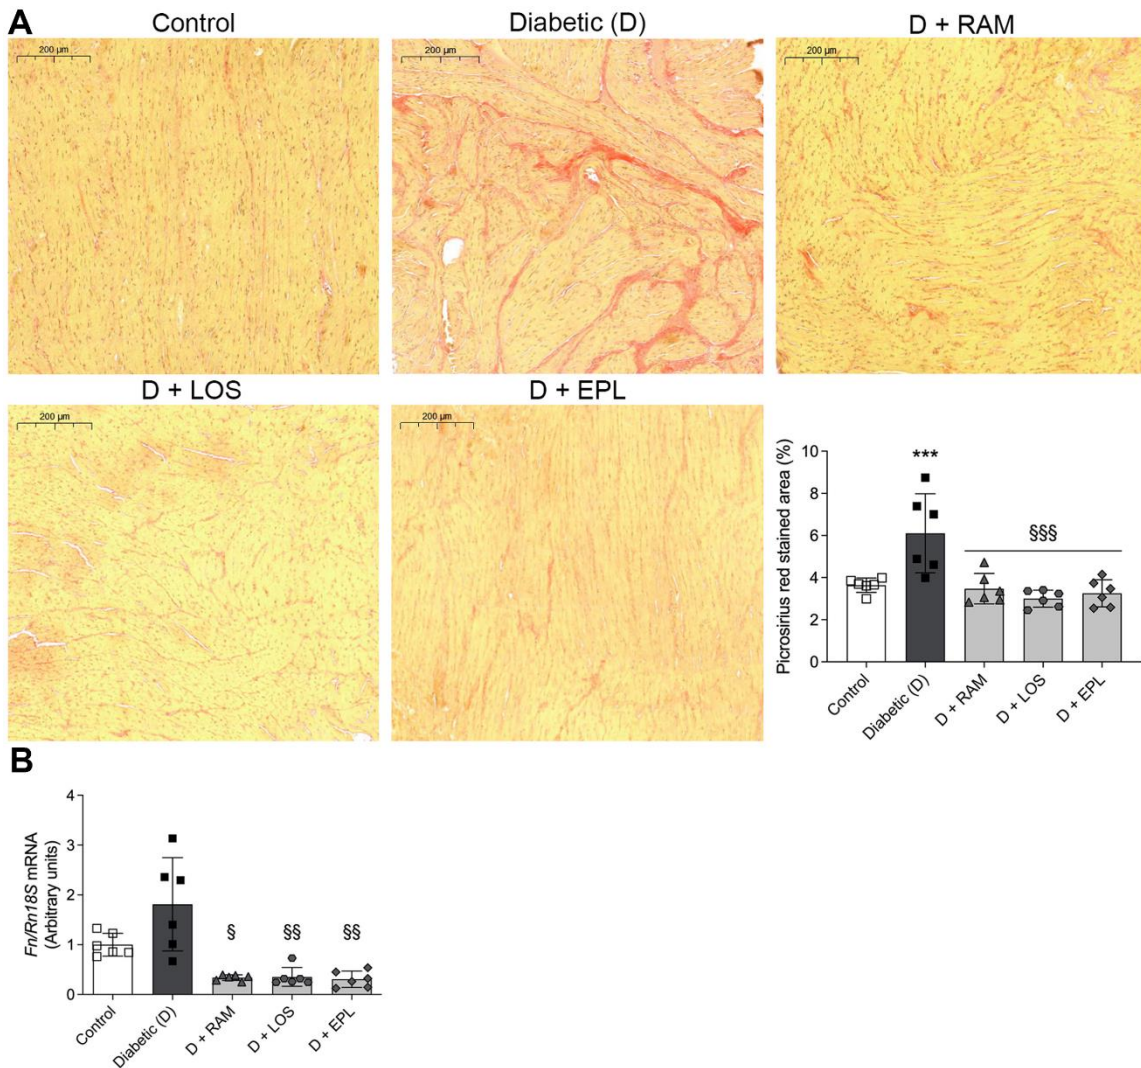 A
Control
Diabetic (D)
D + RAM
200 µm
200 µm
200 µm
D + LOS
D + EPL
200 µm
200 µm
Picrosirius red stained area (%)
10
8
6
4
2
0
***
§§§
Control
Diabetic (D)
D + RAM
D + LOS
D + EPL
B
Fn/Rn18S mRNA
(Arbitrary units)
4
3
2
1
0
§
§§
§§
Control
Diabetic (D)
D + RAM
D + LOS
D + EPL